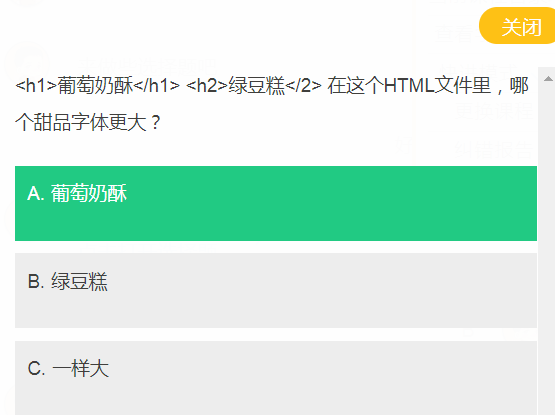 关闭
<h1>葡萄奶酥</h1> <h2>绿豆糕</2> 在这个HTML文件里，哪
个甜品字体更大？
A. 葡萄奶酥
B. 绿豆糕
C. 一样大